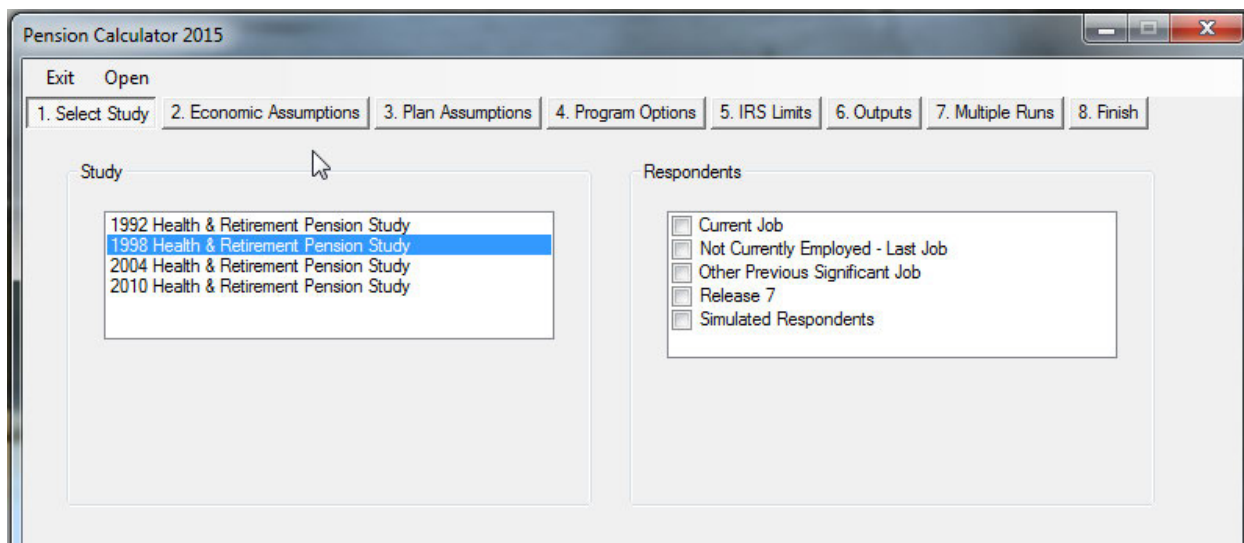 Pension Calculator 2015
Exit Open
1. Select Study 2. Economic Assumptions 3. Plan Assumptions 4. Program Options 5. IRS Limits 6. Outputs 7. Multiple Runs 8. Finish
Study
1992 Health & Retirement Pension Study
1998 Health & Retirement Pension Study
2004 Health & Retirement Pension Study
2010 Health & Retirement Pension Study
Respondents
Current Job
Not Currently Employed - Last Job
Other Previous Significant Job
Release 7
Simulated Respondents